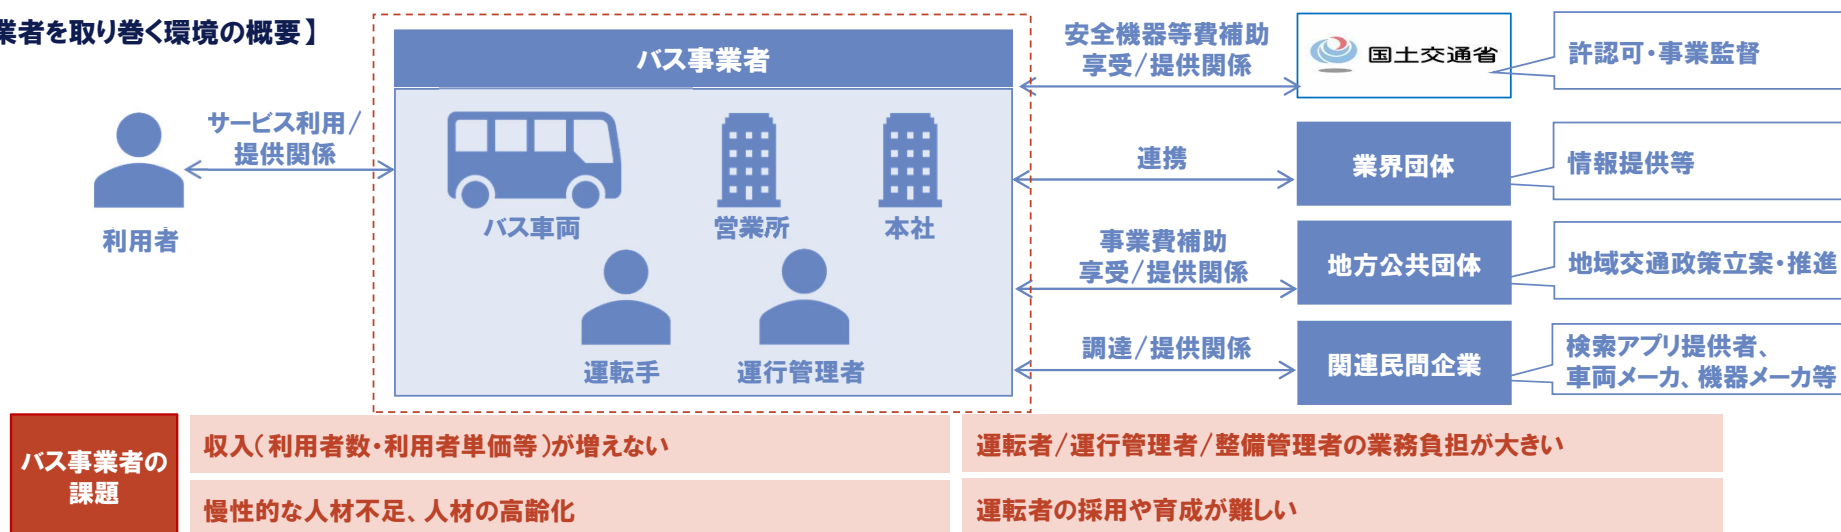 業者を取り巻く環境の概要】
バス事業者
サービス利用/
提供関係
利用者
バス車両
営業所
本社
運転手
運行管理者
安全機器等費補助
享受/提供関係
国土交通省
許認可・事業監督
連携
業界団体
情報提供等
事業費補助
享受/提供関係
地方公共団体
地域交通政策立案・推進
調達/提供関係
関連民間企業
検索アプリ提供者、
車両メーカ、機器メーカ等
バス事業者の
課題
収入(利用者数・利用者単価等)が増えない
運転者/運行管理者/整備管理者の業務負担が大きい
慢性的な人材不足、人材の高齢化
運転者の採用や育成が難しい